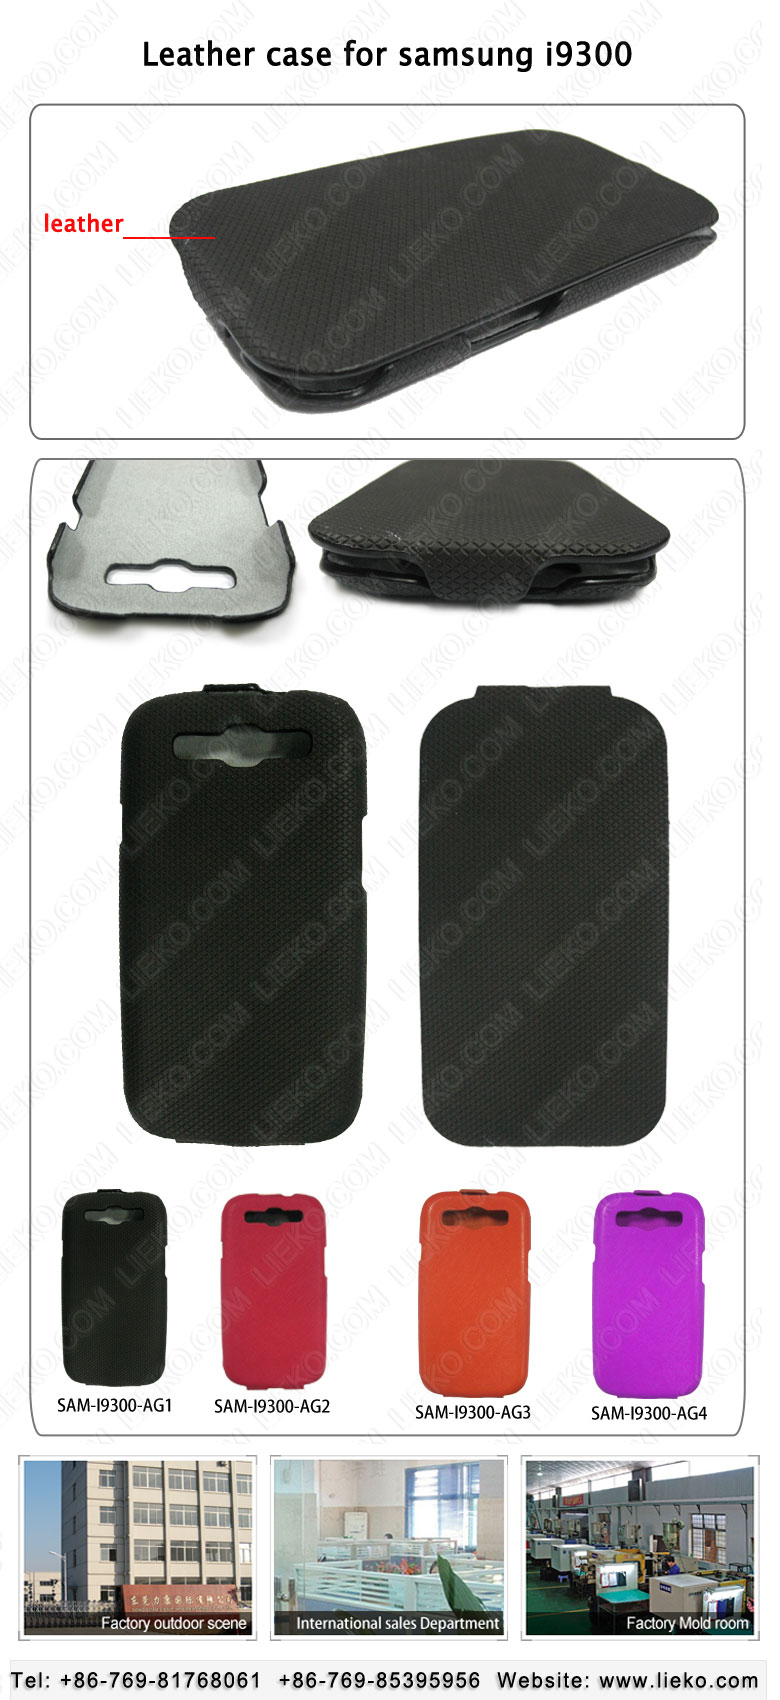 Leather case for samsung i9300
leather
SAM-I9300-AG1
SAM-I9300-AG2
SAM-I9300-AG3
SAM-I9300-AG4
Factory outdoor scene
International sales Department
Factory Mold room
Tel: +86-769-81768061 +86-769-85395956 Website: www.lieko.com
LIEKO.COM